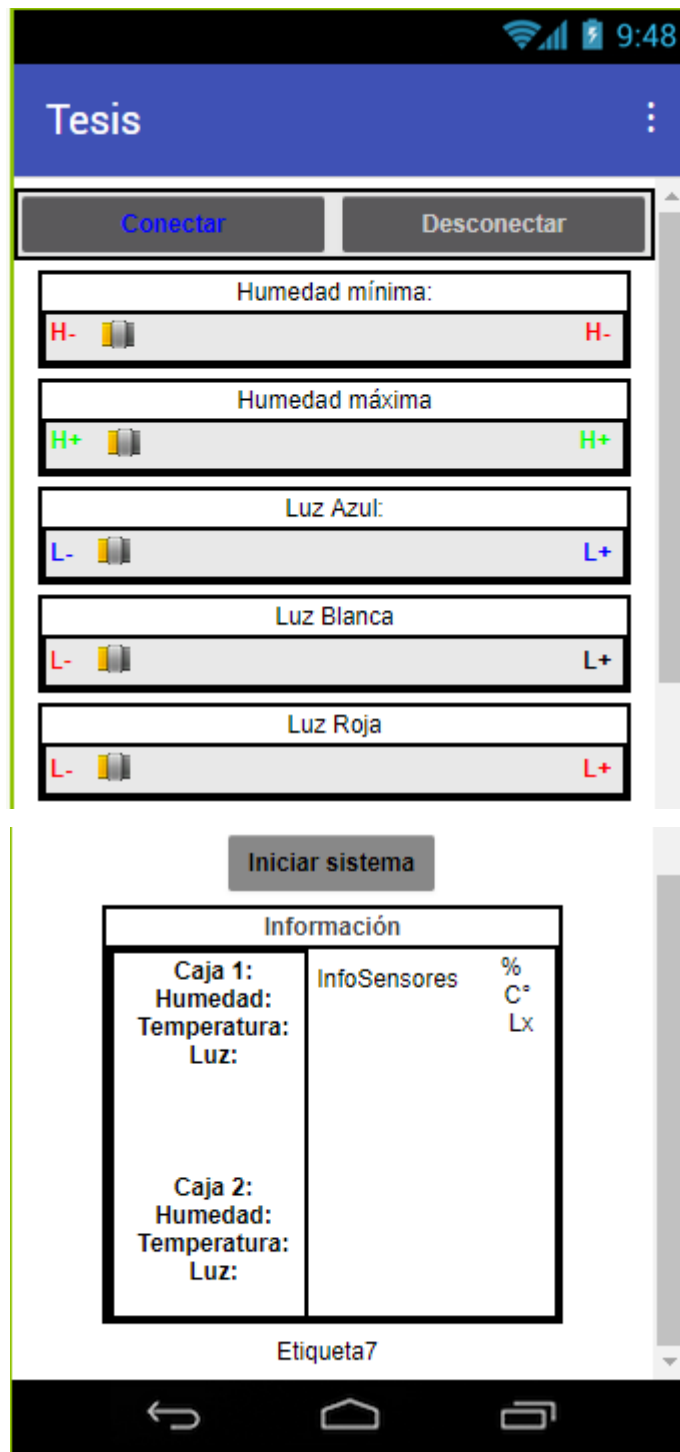 9:48
Tesis
Conectar Desconectar
Humedad mínima:
H- H-
Humedad máxima
H+ H+
Luz Azul:
L- L+
Luz Blanca
L- L+
Luz Roja
L- L+
Iniciar sistema
Información
Caja 1:
Humedad:
Temperatura:
Luz:
InfoSensores %
C°
Lx
Caja 2:
Humedad:
Temperatura:
Luz:
Etiqueta7